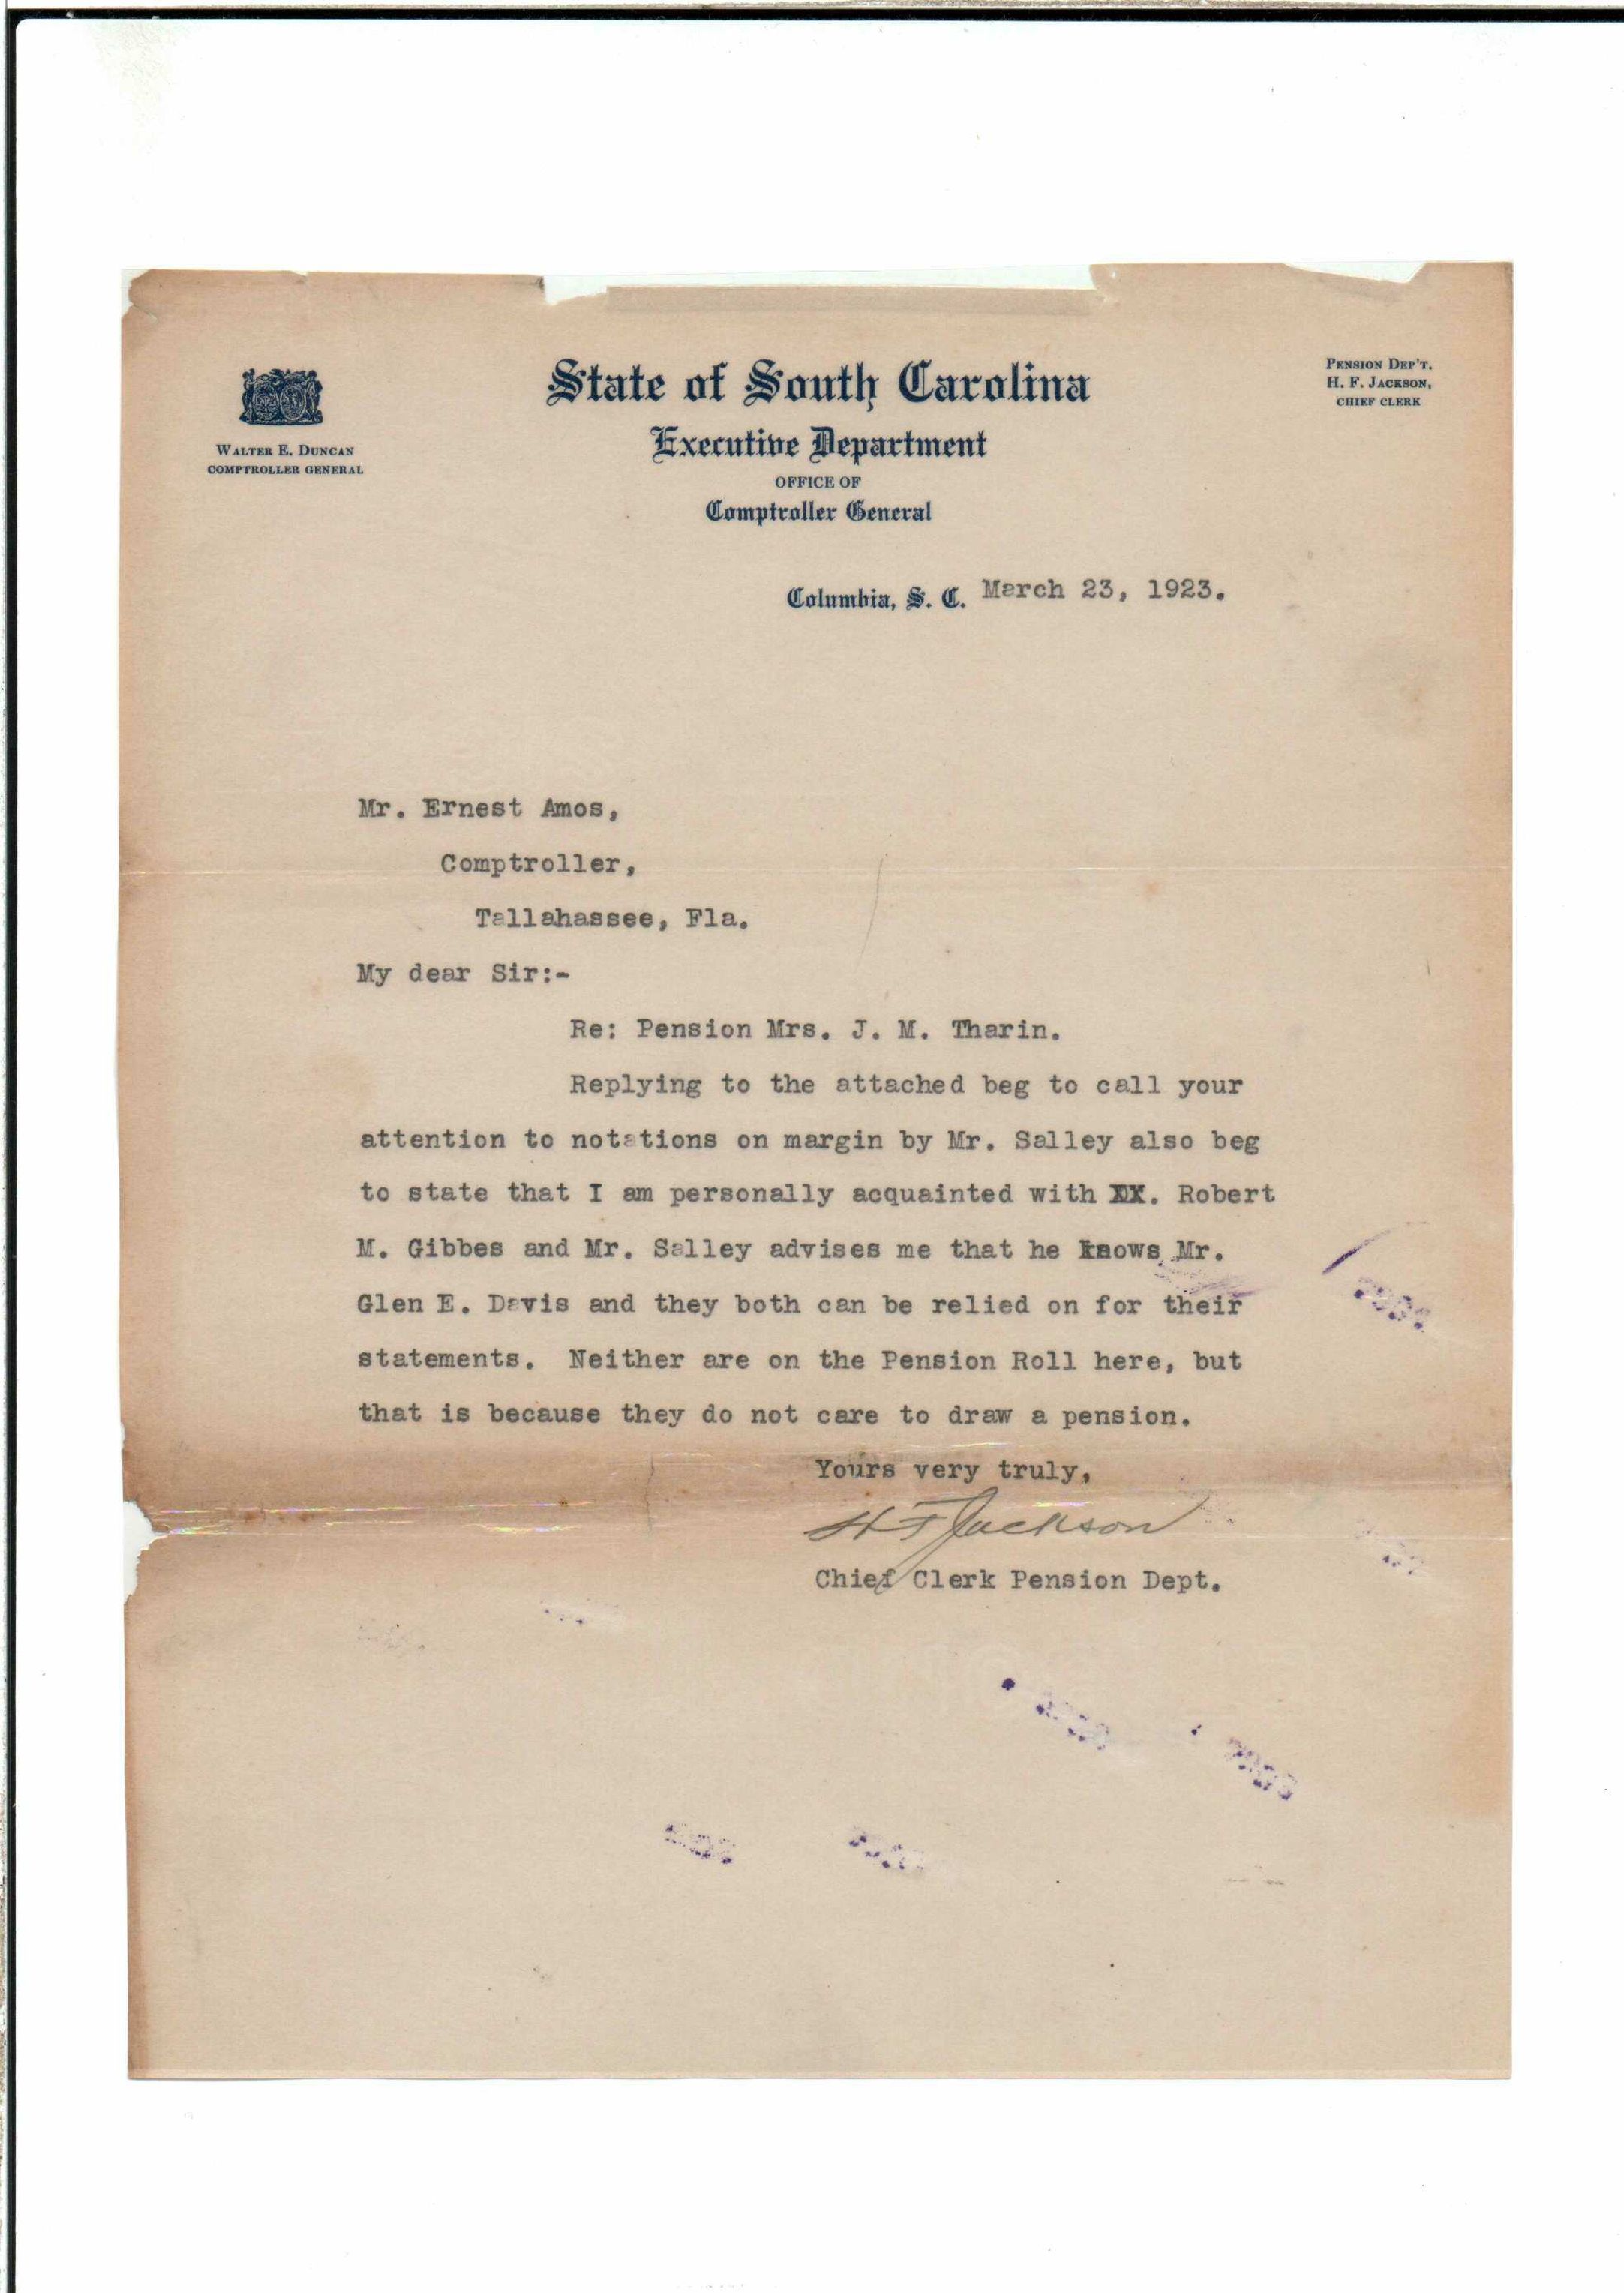 State of South Carolina
Executive Department
OFFICE OF
Comptroller General
WALTER E. DUNCAN
COMPTROLLER GENERAL
PENSION DEP'T.
H. F. JACKSON,
CHIEF CLERK
Columbia, S. C. March 23, 1923.
Mr. Ernest Amos,
Comptroller,
Tallahassee, Fla.
My dear Sir:-
Re: Pension Mrs. J. M. Tharin.
Replying to the attached beg to call your
attention to notations on margin by Mr. Salley also beg
to state that I am personally acquainted with XX. Robert
M. Gibbes and Mr. Salley advises me that he knows Mr.
Glen E. Davis and they both can be relied on for their
statements. Neither are on the Pension Roll here, but
that is because they do not care to draw a pension.
Yours very truly,
H F Jackson
Chief Clerk Pension Dept.